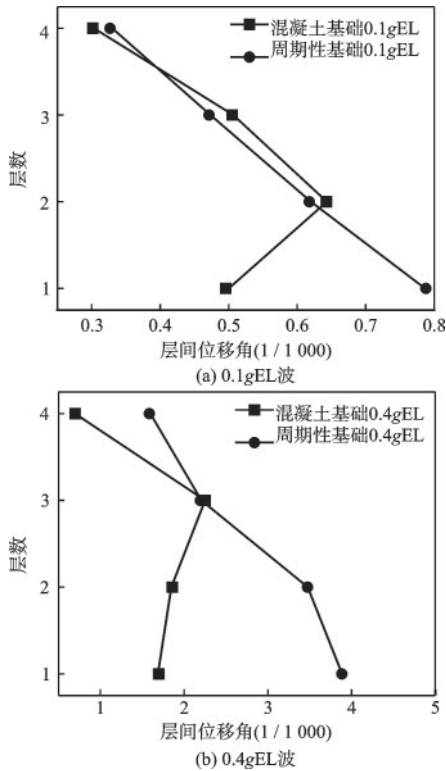 混凝土基础0.1gEL
周期性基础0.1gEL
4
3
2
1
层数
0.3 0.4 0.5 0.6 0.7 0.8
层间位移角(1 / 1 000)
(a) 0.1gEL波
混凝土基础0.4gEL
周期性基础0.4gEL
4
3
2
1
层数
1 2 3 4 5
层间位移角(1 / 1 000)
(b) 0.4gEL波